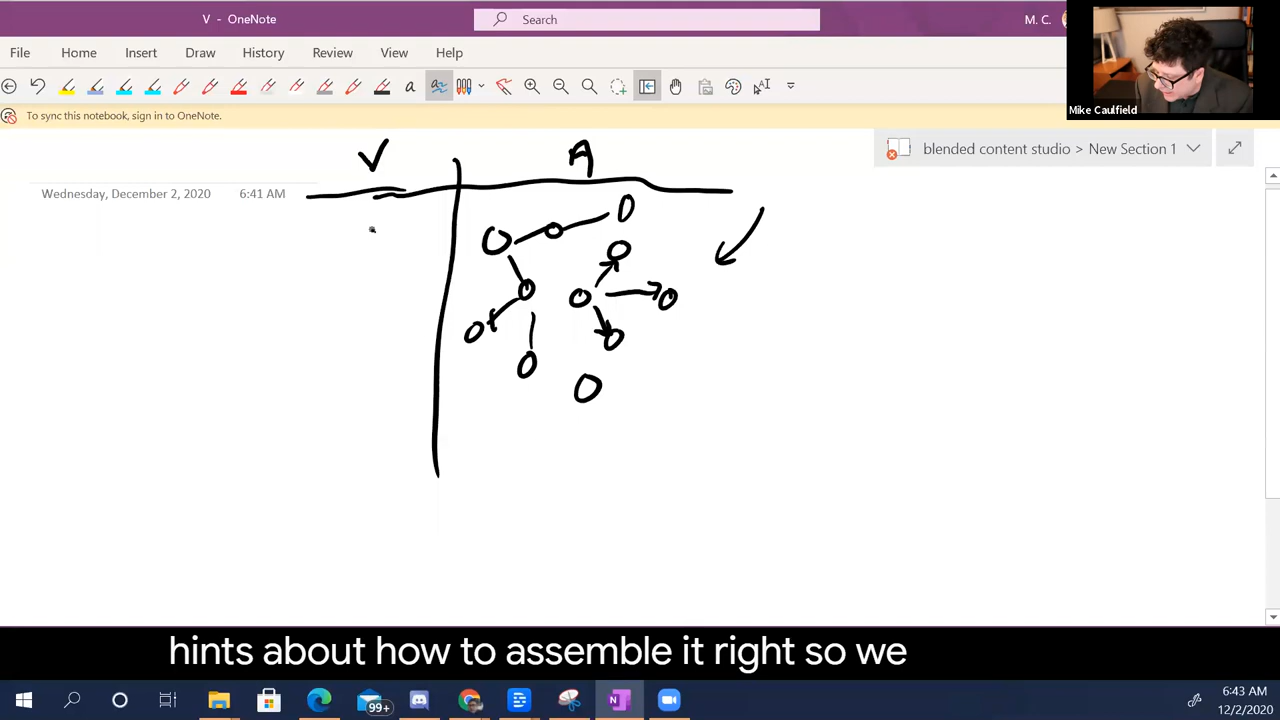 V - OneNote
Search
M. C.
File Home Insert Draw History Review View Help
Mike Caulfield
To sync this notebook, sign in to OneNote.
blended content studio > New Section 1
V A
Wednesday, December 2, 2020 6:41 AM
hints about how to assemble it right so we
99+
6:43 AM
12/2/2020